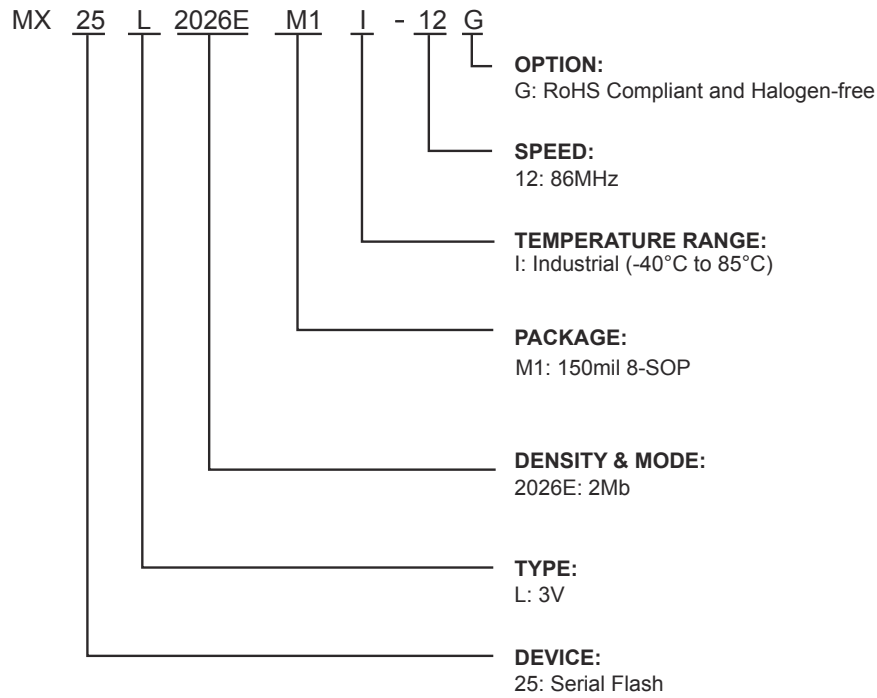 MX 25 L 2026E M1 I - 12 G
OPTION:
G: RoHS Compliant and Halogen-free
SPEED:
12: 86MHz
TEMPERATURE RANGE:
I: Industrial (-40°C to 85°C)
PACKAGE:
M1: 150mil 8-SOP
DENSITY & MODE:
2026E: 2Mb
TYPE:
L: 3V
DEVICE:
25: Serial Flash